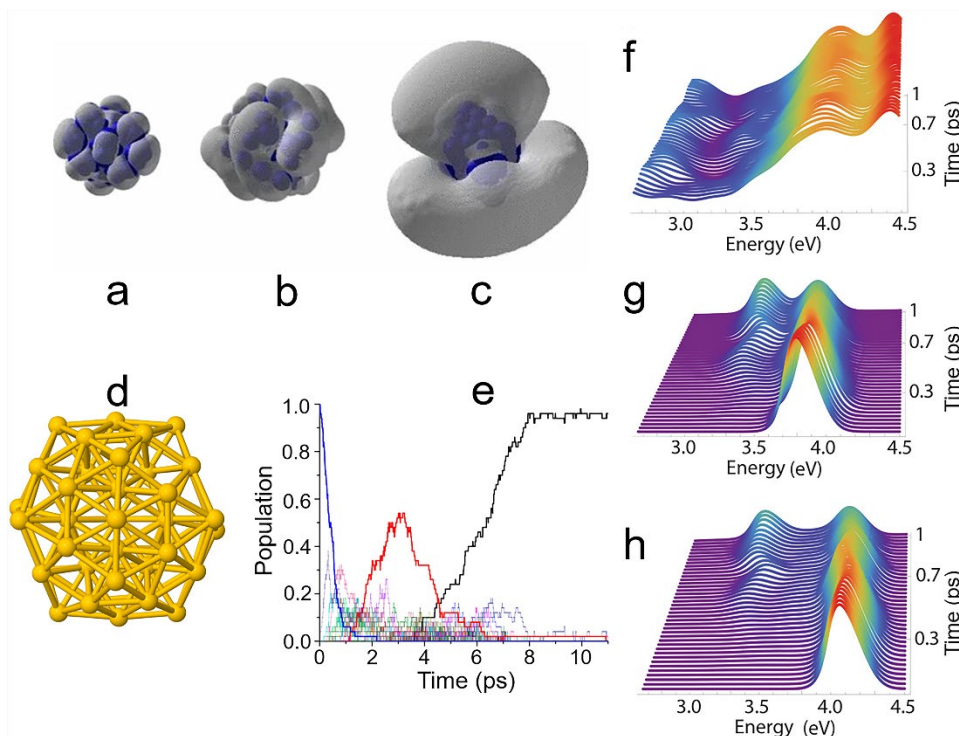 a
b
c
d
e
1.0
0.8
0.6
0.4
0.2
0.0
Population
0
2
4
6
8
10
Time (ps)
f
1
0.7
0.3
Time (ps)
3.0
3.5
4.0
4.5
Energy (eV)
g
1
0.7
0.3
Time (ps)
3.0
3.5
4.0
4.5
Energy (eV)
h
1
0.7
0.3
Time (ps)
3.0
3.5
4.0
4.5
Energy (eV)